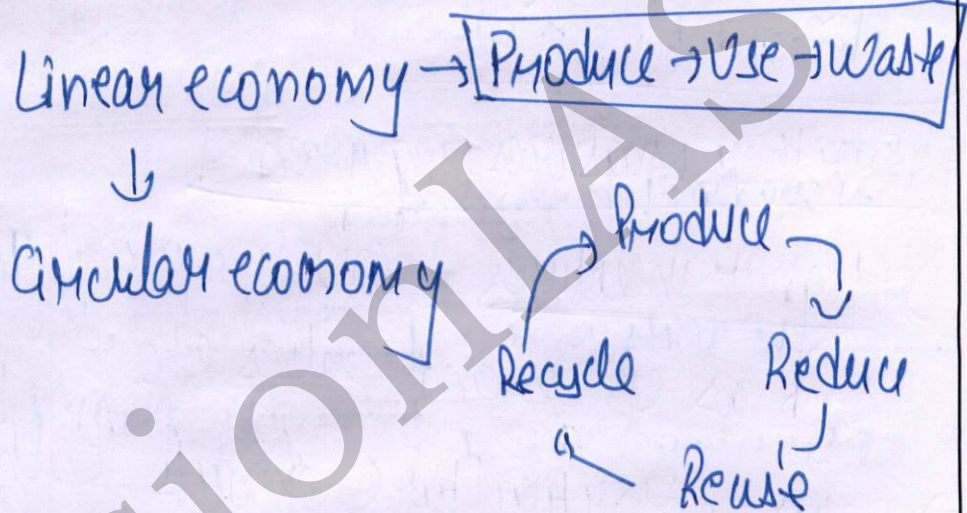 Linear economy → Produce → Use → Waste
↓
Circular economy
Produce
Recycle Reduce
Reuse